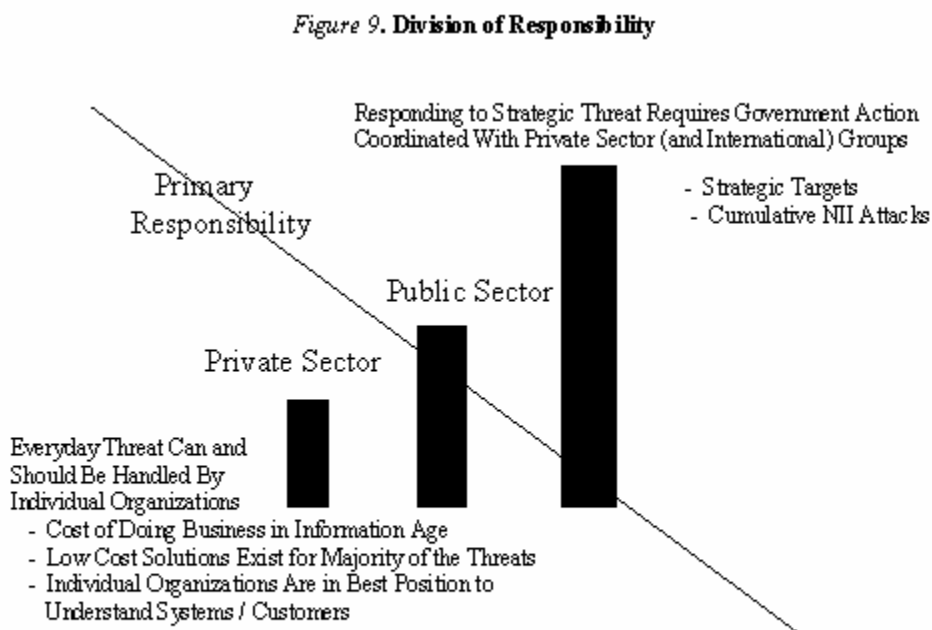 Figure 9. Division of Responsibility
Responding to Strategic Threat Requires Government Action
Coordinated With Private Sector (and International) Groups
- Strategic Targets
- Cumulative NII Attacks
Primary
Responsibility
Public Sector
Private Sector
Everyday Threat Can and
Should Be Handled By
Individual Organizations
- Cost of Doing Business in Information Age
- Low Cost Solutions Exist for Majority of the Threats
- Individual Organizations Are in Best Position to
Understand Systems / Customers